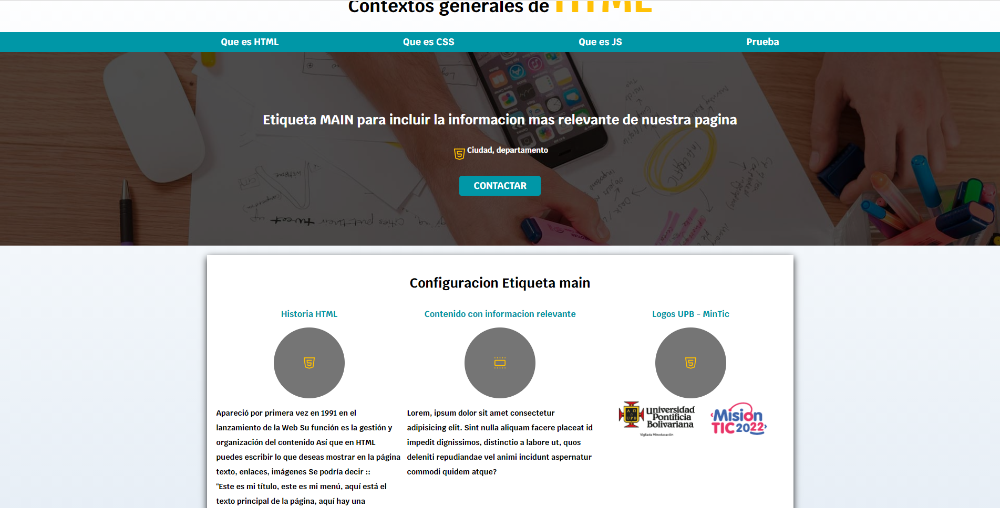 Contextos generales de HTML
Que es HTML
Que es CSS
Que es JS
Prueba
Etiqueta MAIN para incluir la informacion mas relevante de nuestra pagina
Ciudad, departamento
CONTACTAR
Configuracion Etiqueta main
Historia HTML
Apareció por primera vez en 1991 en el
lanzamiento de la Web Su función es la gestión y
organización del contenido Así que en HTML
puedes escribir lo que deseas mostrar en la página
texto, enlaces, imágenes Se podría decir ::
"Este es mi título, este es mi menú, aquí está el
texto principal de la página, aquí hay una
Contenido con informacion relevante
Lorem, ipsum dolor sit amet consectetur
adipisicing elit. Sint nulla aliquam facere placeat id
impedit dignissimos, distinctio a labore ut, quos
deleniti repudiandae vel animi incidunt aspernatur
commodi quidem atque?
Logos UPB - MinTic
A Ω
UPB
Universidad
Pontificia
Bolivariana
Vigilada Mineducación
Misión
TIC 2022